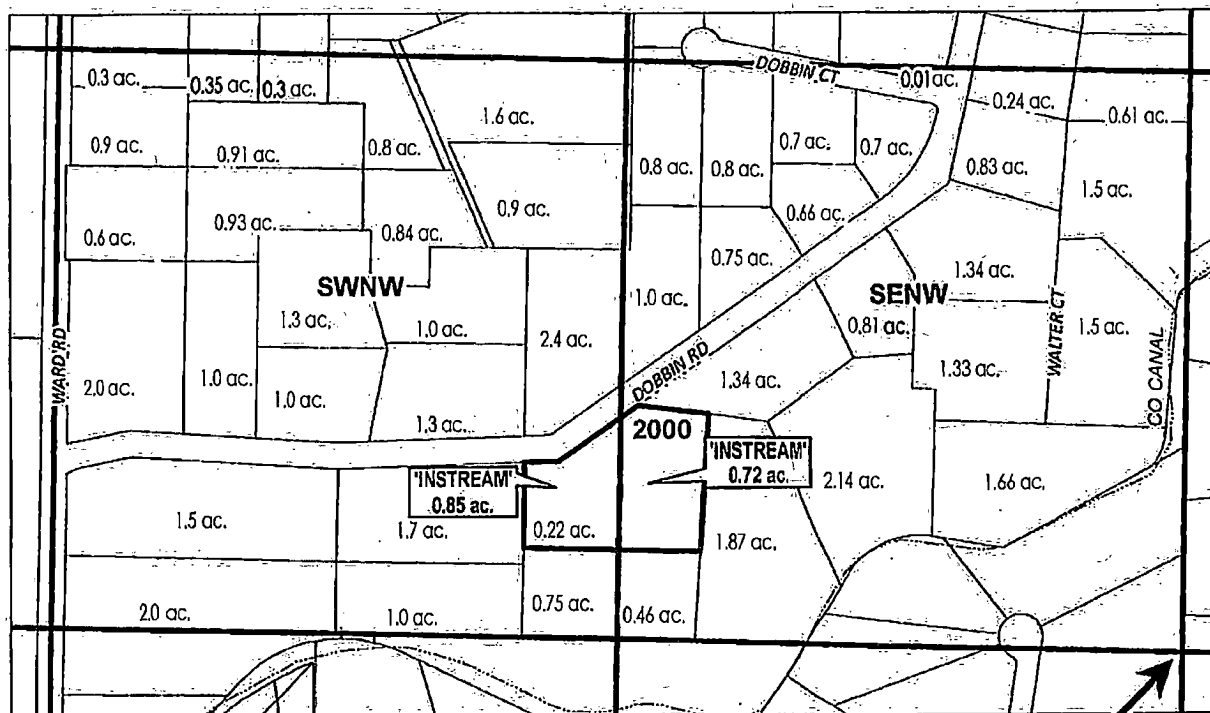 DOBBIN CT
0.01 ac.
0.3 ac.
0.35 ac.
0.3 ac.
1.6 ac.
0.24 ac.
0.61 ac.
0.9 ac.
0.91 ac.
0.8 ac.
0.8 ac.
0.8 ac.
0.7 ac.
0.7 ac.
0.83 ac.
1.5 ac.
0.6 ac.
0.93 ac.
0.84 ac.
0.9 ac.
0.66 ac.
0.75 ac.
SWNW
1.0 ac.
SENW
1.34 ac.
1.3 ac.
1.0 ac.
2.4 ac.
0.81 ac.
1.5 ac.
WARD RD
DOBBIN RD
WALTER CT
CO CANAL
2.0 ac.
1.0 ac.
1.0 ac.
1.34 ac.
1.33 ac.
1.3 ac.
2000
'INSTREAM'
0.85 ac.
'INSTREAM'
0.72 ac.
2.14 ac.
1.66 ac.
1.5 ac.
1.7 ac.
0.22 ac.
1.87 ac.
2.0 ac.
1.0 ac.
0.75 ac.
0.46 ac.